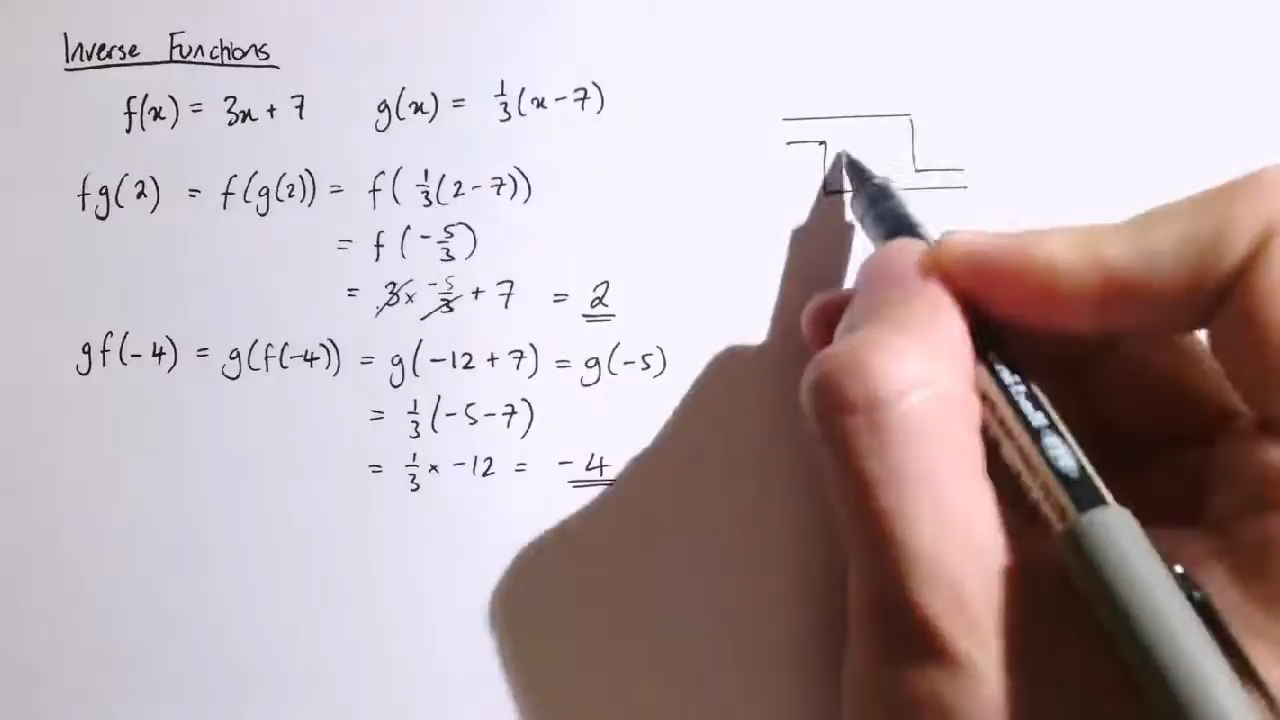 Inverse Functions
f(x) = 3x + 7 g(x) = 1/3 (x - 7)
fg(2) = f(g(2)) = f( 1/3 (2 - 7))
= f ( - 5/3 )
= 3 × -5/3 + 7 = 2
gf(-4) = g(f(-4)) = g(-12 + 7) = g(-5)
= 1/3 (-5 - 7)
= 1/3 × -12 = -4